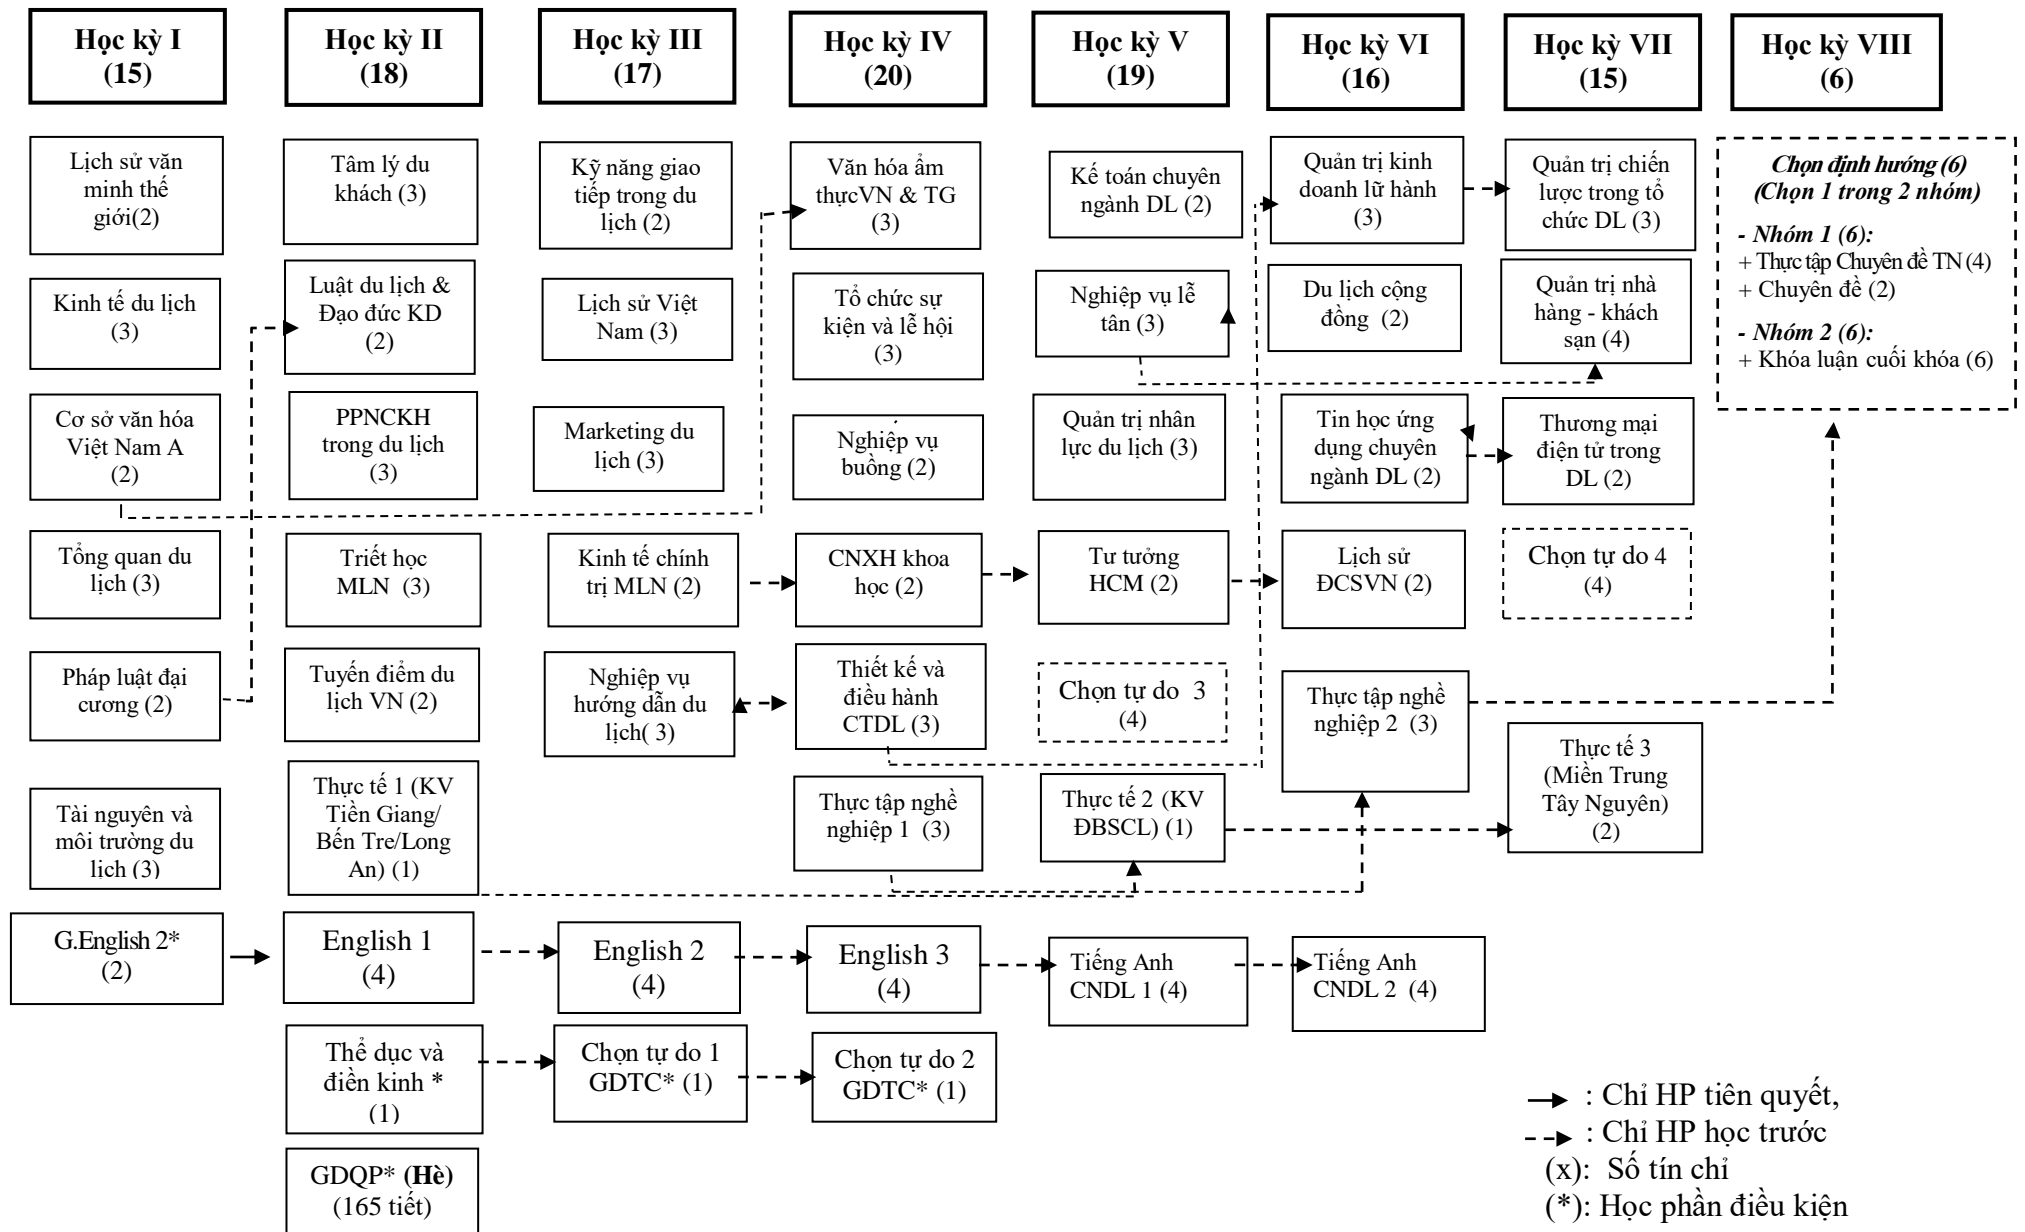 Học kỳ I
(15)
Học kỳ II
(18)
Học kỳ III
(17)
Học kỳ IV
(20)
Học kỳ V
(19)
Học kỳ VI
(16)
Học kỳ VII
(15)
Học kỳ VIII
(6)
Lịch sử văn
minh thế
giới(2)
Kinh tế du lịch
(3)
Cơ sở văn hóa
Việt Nam A
(2)
Tổng quan du
lịch (3)
Pháp luật đại
cương (2)
Tài nguyên và
môi trường du
lịch (3)
G.English 2*
(2)
Tâm lý du
khách (3)
Luật du lịch &
Đạo đức KD
(2)
PPNCKH
trong du lịch
(3)
Triết học
MLN (3)
Tuyến điểm du
lịch VN (2)
Thực tế 1 (KV
Tiền Giang/
Bến Tre/Long
An) (1)
English 1
(4)
Thể dục và
điền kinh *
(1)
GDQP* (Hè)
(165 tiết)
Kỹ năng giao
tiếp trong du
lịch (2)
Lịch sử Việt
Nam (3)
Marketing du
lịch (3)
Kinh tế chính
trị MLN (2)
Nghiệp vụ
hướng dẫn du
lịch( 3)
English 2
(4)
Chọn tự do 1
GDTC* (1)
Văn hóa ẩm
thựcVN & TG
(3)
Tổ chức sự
kiện và lễ hội
(3)
Nghiệp vụ
buồng (2)
CNXH khoa
học (2)
Thiết kế và
điều hành
CTDL (3)
Thực tập nghề
nghiệp 1 (3)
English 3
(4)
Chọn tự do 2
GDTC* (1)
Kế toán chuyên
ngành DL (2)
Nghiệp vụ lễ
tân (3)
Quản trị nhân
lực du lịch (3)
Tư tưởng
HCM (2)
Chọn tự do 3
(4)
Thực tế 2 (KV
ĐBSCL) (1)
Tiếng Anh
CNDL 1 (4)
Quản trị kinh
doanh lữ hành
(3)
Du lịch cộng
đồng (2)
Tin học ứng
dụng chuyên
ngành DL (2)
Lịch sử
ĐCSVN (2)
Thực tập nghề
nghiệp 2 (3)
Tiếng Anh
CNDL 2 (4)
Quản trị chiến
lược trong tổ
chức DL (3)
Quản trị nhà
hàng - khách
sạn (4)
Thương mại
điện tử trong
DL (2)
Chọn tự do 4
(4)
Thực tế 3
(Miền Trung
Tây Nguyên)
(2)
Chọn định hướng (6)
(Chọn 1 trong 2 nhóm)
- Nhóm 1 (6):
+ Thực tập Chuyên đề TN (4)
+ Chuyên đề (2)
- Nhóm 2 (6):
+ Khóa luận cuối khóa (6)
: Chỉ HP tiên quyết,
: Chỉ HP học trước
(x): Số tín chỉ
(*): Học phần điều kiện